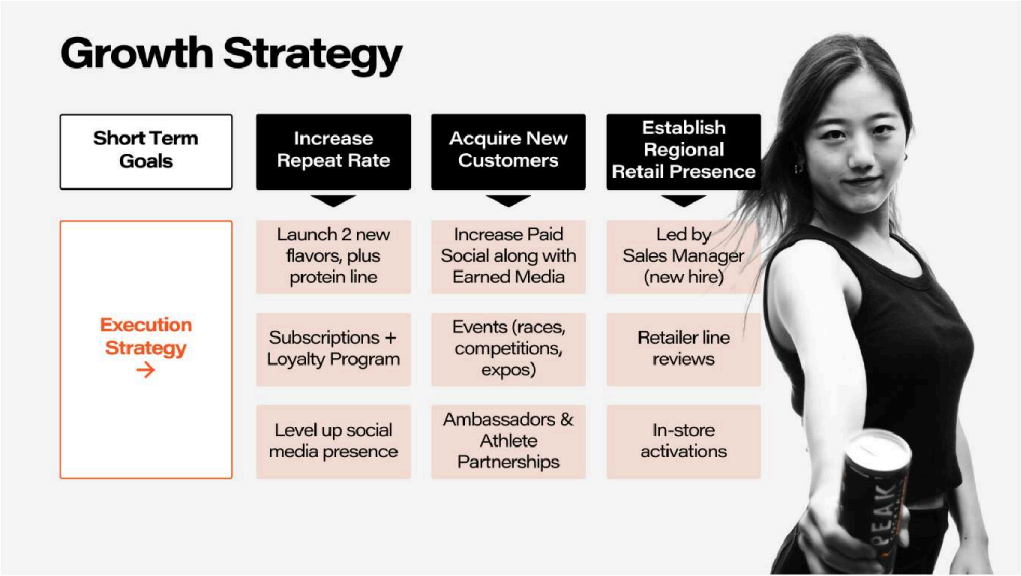 Growth Strategy
Short Term
Goals
Increase
Repeat Rate
Acquire New
Customers
Establish
Regional
Retail Presence
Execution
Strategy
→
Launch 2 new
flavors, plus
protein line
Increase Paid
Social along with
Earned Media
Led by
Sales Manager
(new hire)
Subscriptions +
Loyalty Program
Events (races,
competitions,
expos)
Retailer line
reviews
Level up social
media presence
Ambassadors &
Athlete
Partnerships
In-store
activations
PEAK